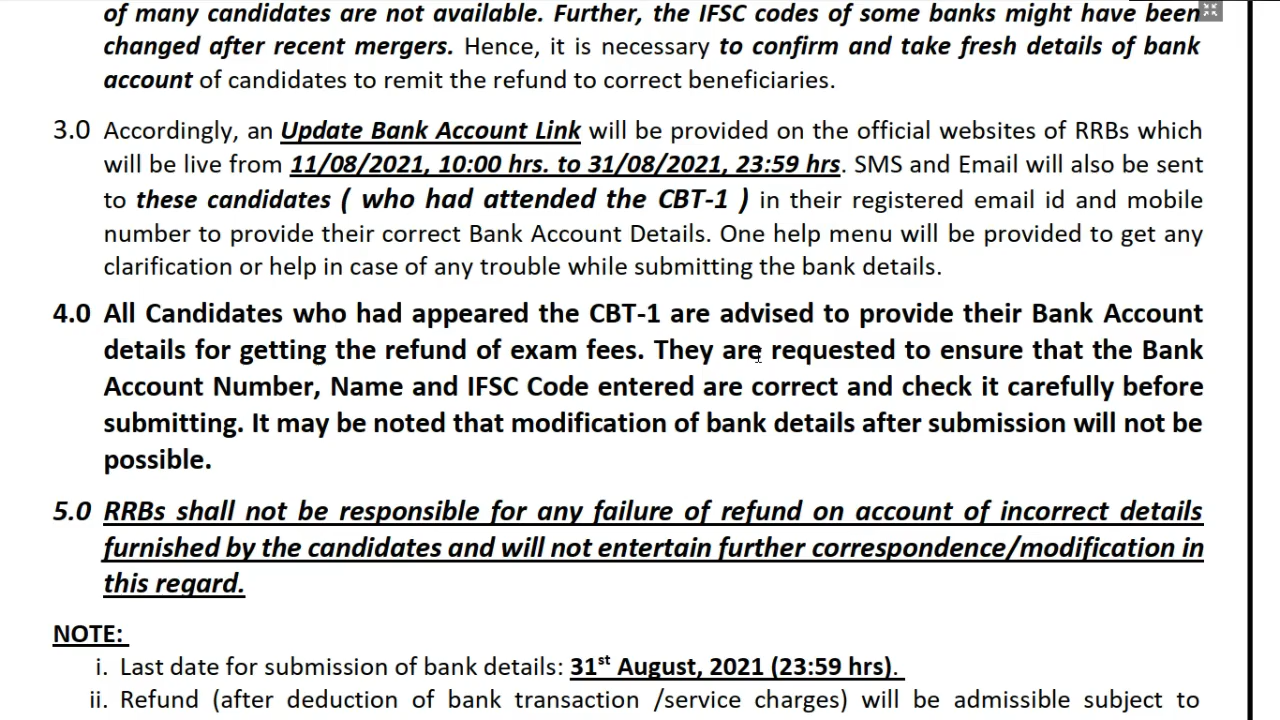 of many candidates are not available. Further, the IFSC codes of some banks might have been
changed after recent mergers. Hence, it is necessary to confirm and take fresh details of bank
account of candidates to remit the refund to correct beneficiaries.
3.0 Accordingly, an Update Bank Account Link will be provided on the official websites of RRBs which
will be live from 11/08/2021, 10:00 hrs. to 31/08/2021, 23:59 hrs. SMS and Email will also be sent
to these candidates ( who had attended the CBT-1 ) in their registered email id and mobile
number to provide their correct Bank Account Details. One help menu will be provided to get any
clarification or help in case of any trouble while submitting the bank details.
4.0 All Candidates who had appeared the CBT-1 are advised to provide their Bank Account
details for getting the refund of exam fees. They are requested to ensure that the Bank
Account Number, Name and IFSC Code entered are correct and check it carefully before
submitting. It may be noted that modification of bank details after submission will not be
possible.
5.0 RRBs shall not be responsible for any failure of refund on account of incorrect details
furnished by the candidates and will not entertain further correspondence/modification in
this regard.
NOTE:
i. Last date for submission of bank details: 31st August, 2021 (23:59 hrs).
ii. Refund (after deduction of bank transaction /service charges) will be admissible subject to